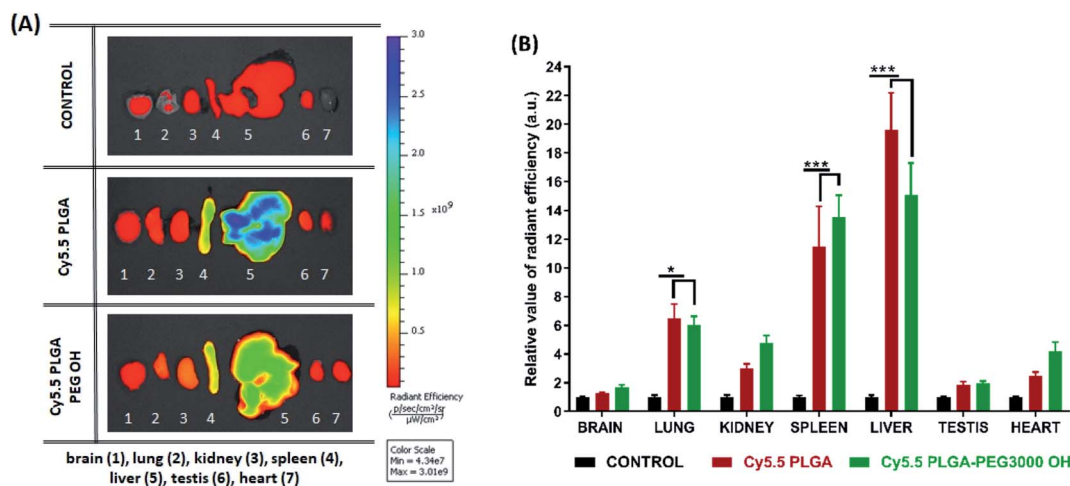 (A)
CONTROL
1 2 3 4 5 6 7
Cy5.5 PLGA
1 2 3 4 5 6 7
Cy5.5 PLGA
PEG OH
1 2 3 4 5 6 7
brain (1), lung (2), kidney (3), spleen (4),
liver (5), testis (6), heart (7)
3.0
2.5
2.0
1.5
x10⁹
1.0
0.5
Radiant Efficiency
(p/sec/cm²/sr
µW/cm²)
Color Scale
Min = 4.34e7
Max = 3.01e9
(B)
Relative value of radiant efficiency (a.u.)
24
22
20
18
16
14
12
10
8
6
4
2
0
*
***
***
BRAIN LUNG KIDNEY SPLEEN LIVER TESTIS HEART
CONTROL Cy5.5 PLGA Cy5.5 PLGA-PEG3000 OH